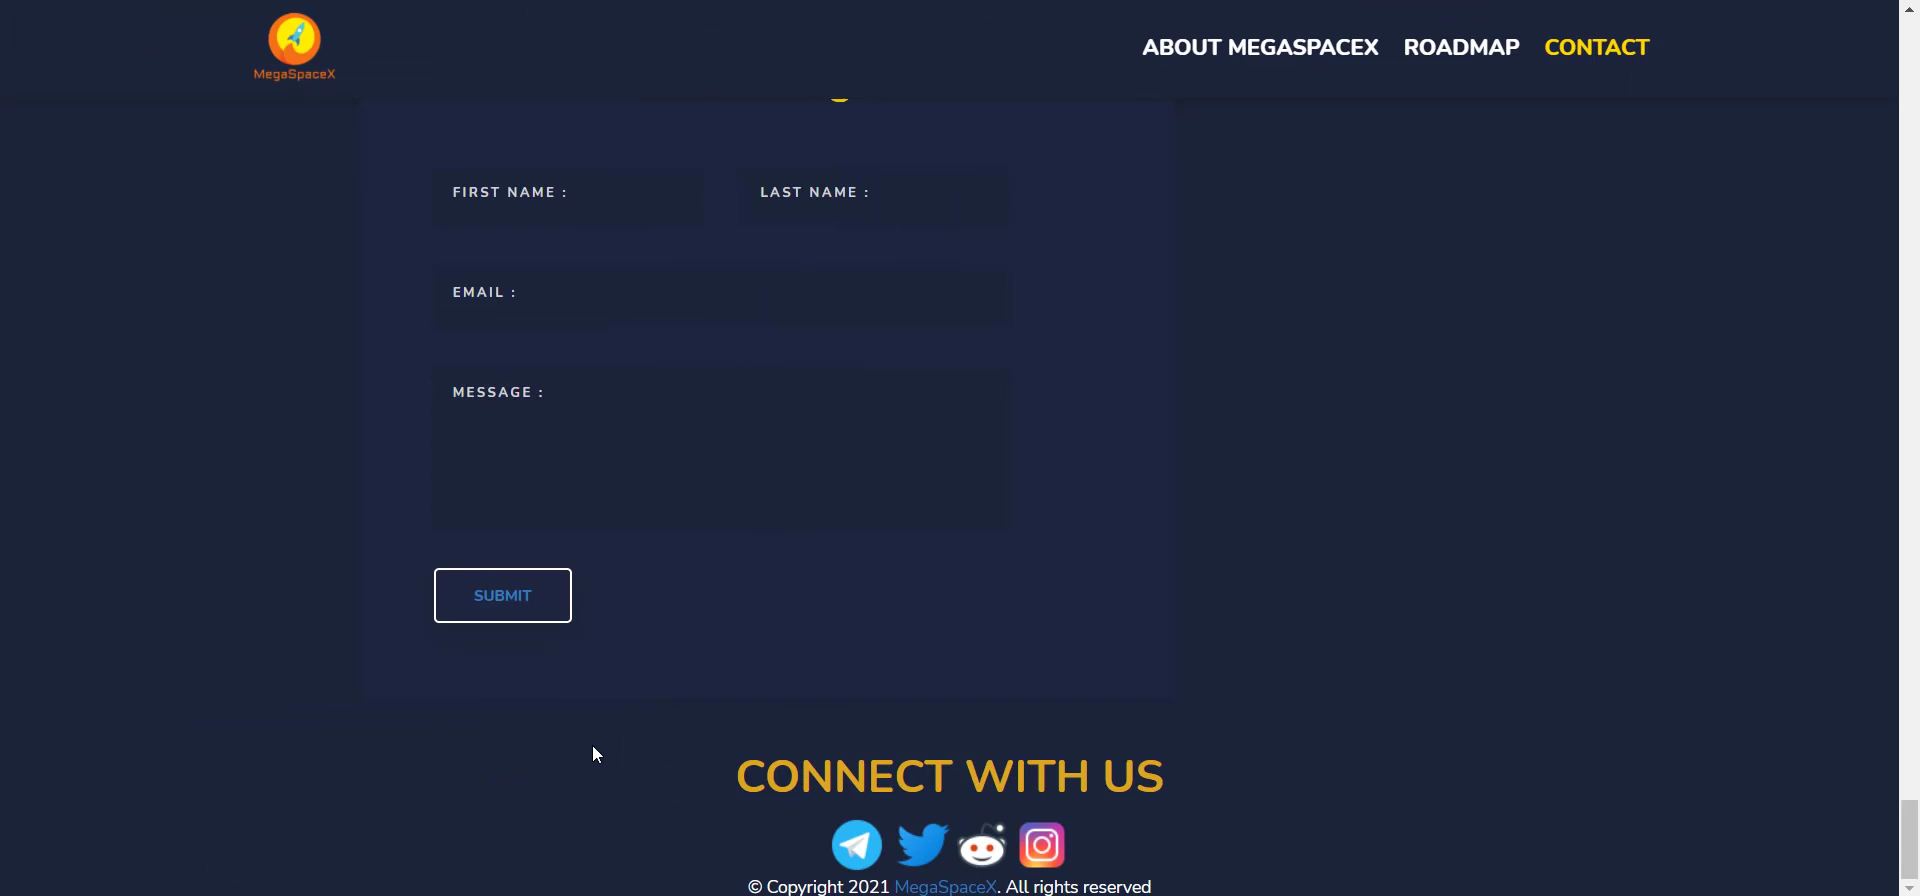 MegaSpaceX
ABOUT MEGASPACEX ROADMAP CONTACT
FIRST NAME : LAST NAME :
EMAIL :
MESSAGE :
SUBMIT
CONNECT WITH US
© Copyright 2021 MegaSpaceX. All rights reserved